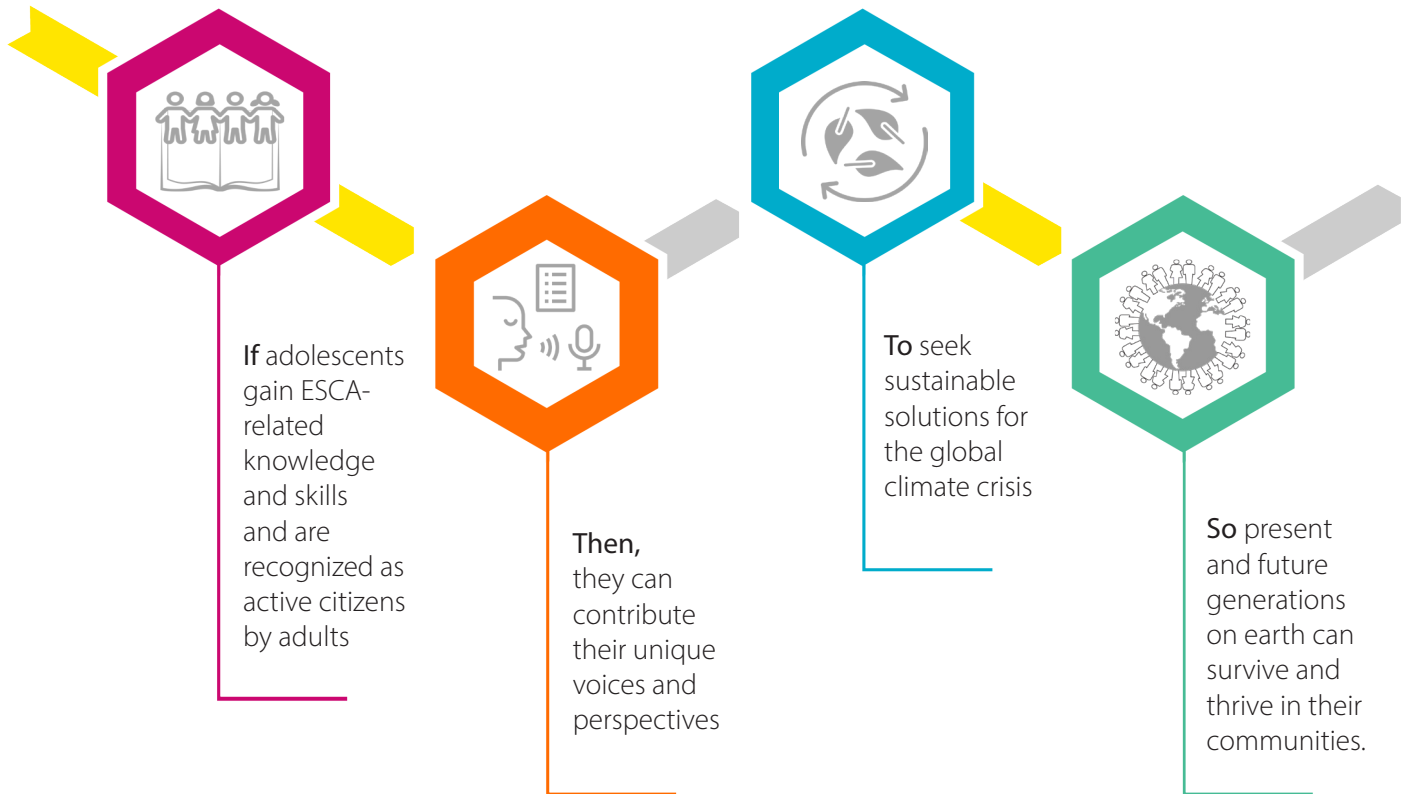 If adolescents
gain ESCA-
related
knowledge
and skills
and are
recognized as
active citizens
by adults
Then,
they can
contribute
their unique
voices and
perspectives
To seek
sustainable
solutions for
the global
climate crisis
So present
and future
generations
on earth can
survive and
thrive in their
communities.